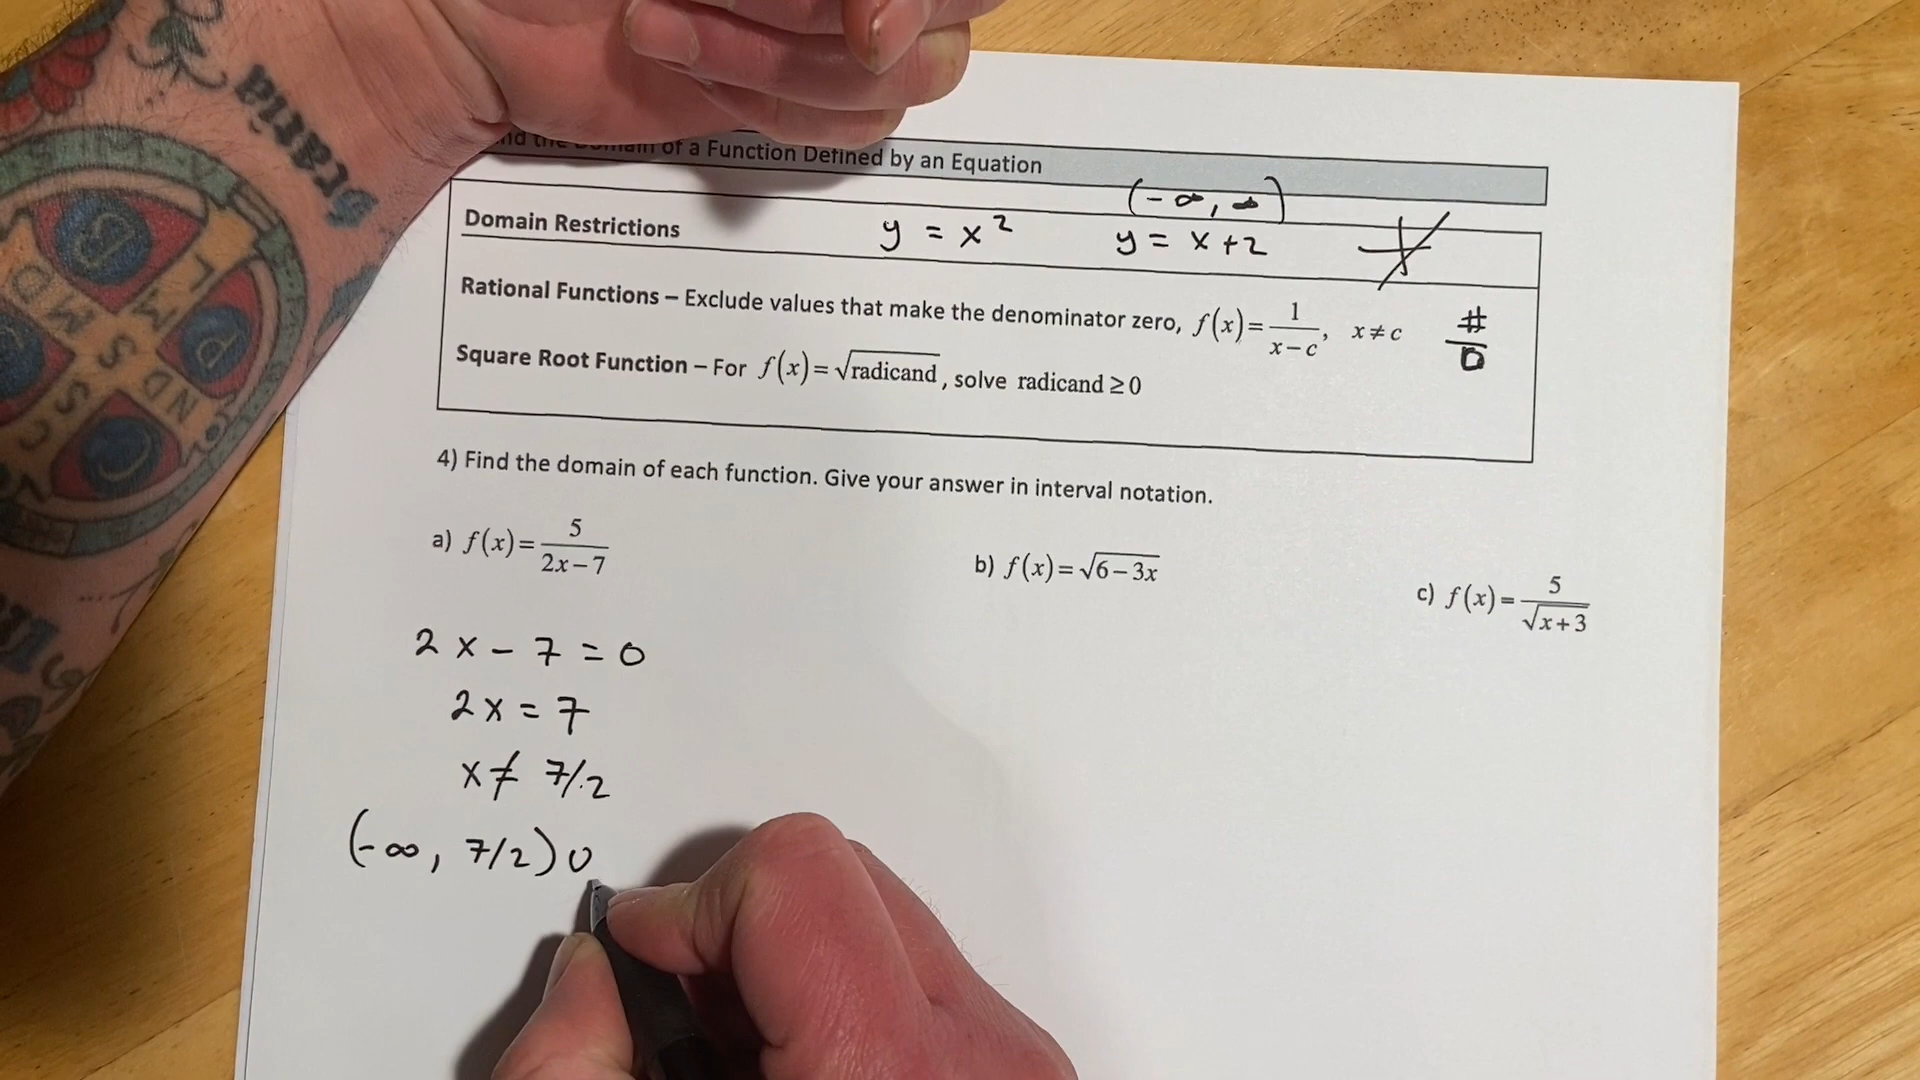 of a Function Defined by an Equation
(-∞, ∞)
Domain Restrictions y = x² y = x+2
Rational Functions – Exclude values that make the denominator zero, f(x)=1/(x−c), x≠c #/0
Square Root Function – For f(x)=√radicand, solve radicand ≥ 0
4) Find the domain of each function. Give your answer in interval notation.
a) f(x)=5/(2x−7) b) f(x)=√(6−3x) c) f(x)=5/√(x+3)
2x - 7 = 0
2x = 7
x ≠ 7/2
(-∞, 7/2) ∪